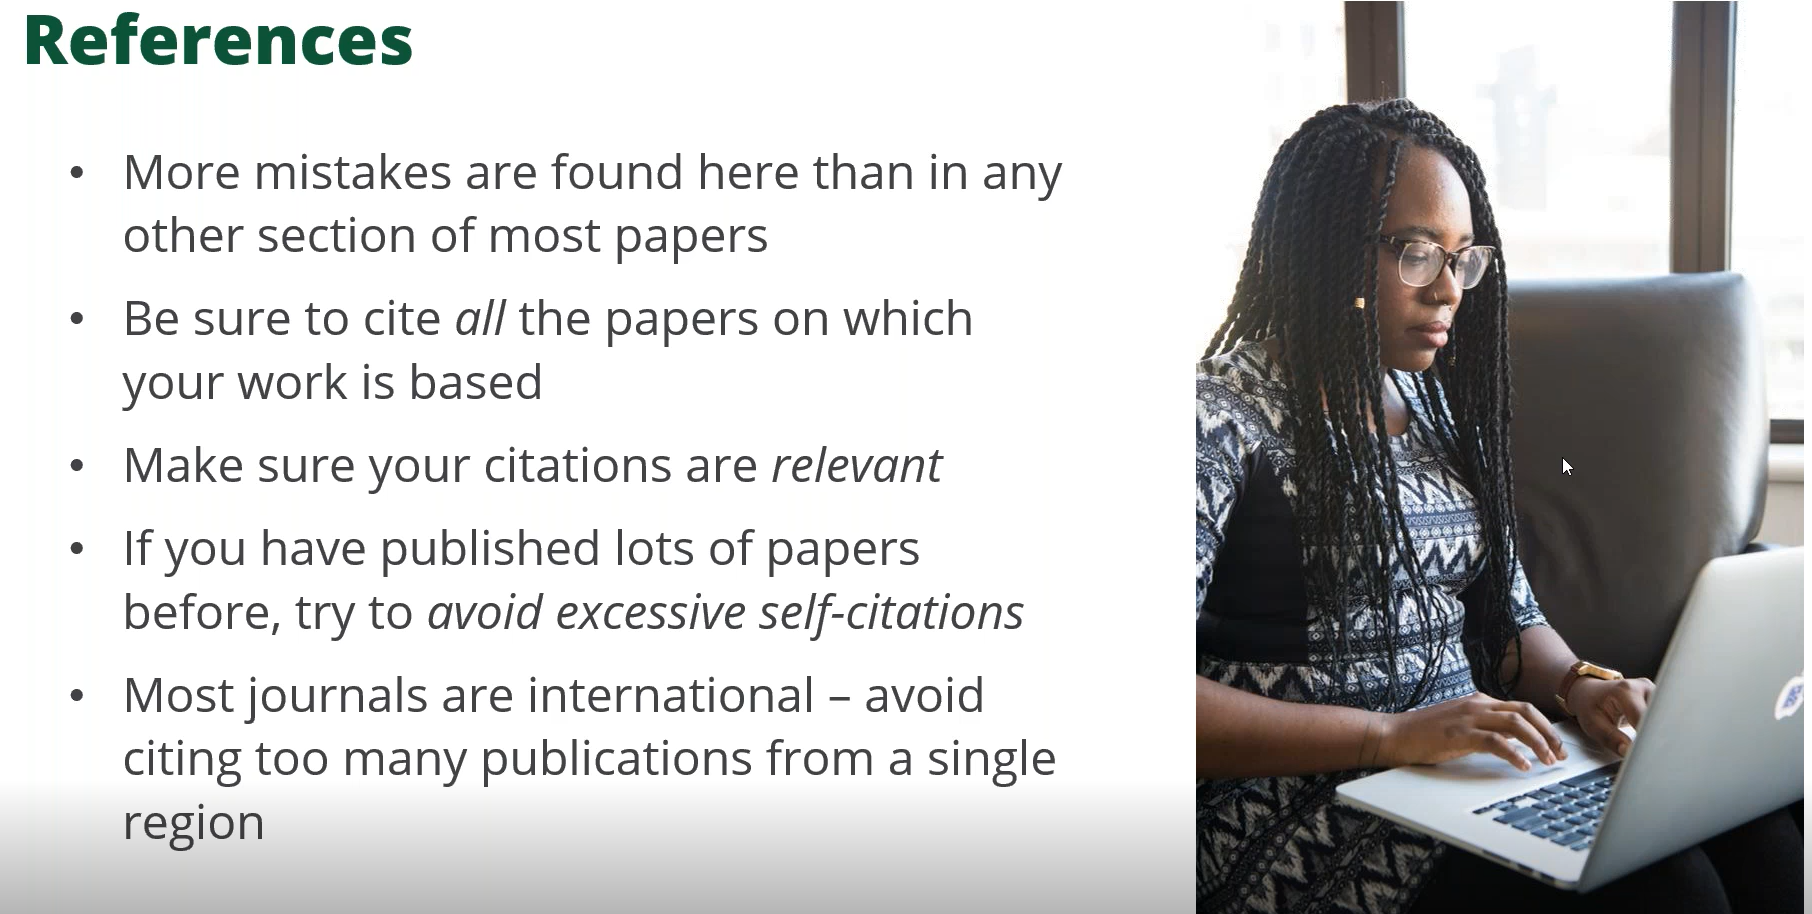 References
• More mistakes are found here than in any
other section of most papers
• Be sure to cite all the papers on which
your work is based
• Make sure your citations are relevant
• If you have published lots of papers
before, try to avoid excessive self-citations
• Most journals are international – avoid
citing too many publications from a single
region